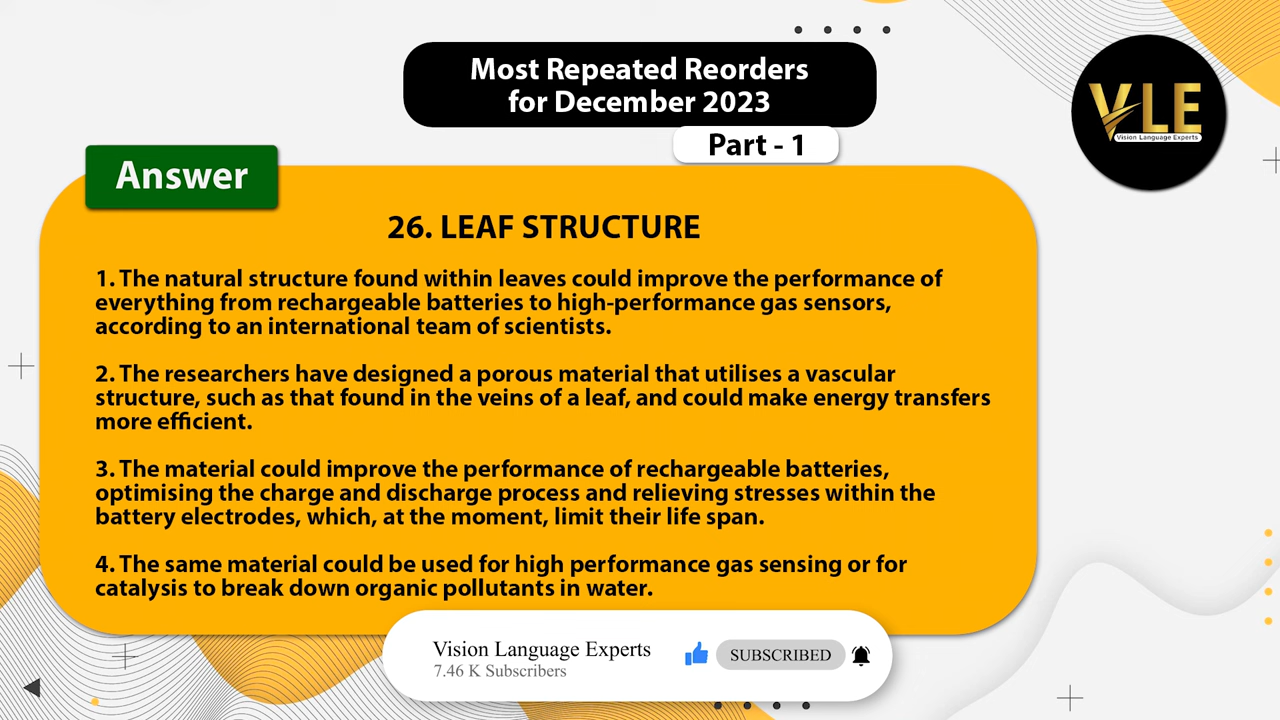 Most Repeated Reorders
for December 2023
Part - 1
VLE
Vision Language Experts
Answer
26. LEAF STRUCTURE
1. The natural structure found within leaves could improve the performance of
everything from rechargeable batteries to high-performance gas sensors,
according to an international team of scientists.
2. The researchers have designed a porous material that utilises a vascular
structure, such as that found in the veins of a leaf, and could make energy transfers
more efficient.
3. The material could improve the performance of rechargeable batteries,
optimising the charge and discharge process and relieving stresses within the
battery electrodes, which, at the moment, limit their life span.
4. The same material could be used for high performance gas sensing or for
catalysis to break down organic pollutants in water.
Vision Language Experts
7.46 K Subscribers
SUBSCRIBED